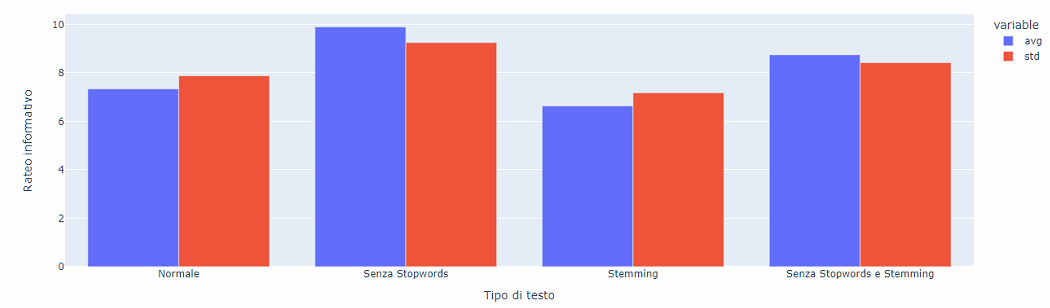 variable
avg
std
Rateo informativo
10
8
6
4
2
0
Normale
Senza Stopwords
Stemming
Senza Stopwords e Stemming
Tipo di testo